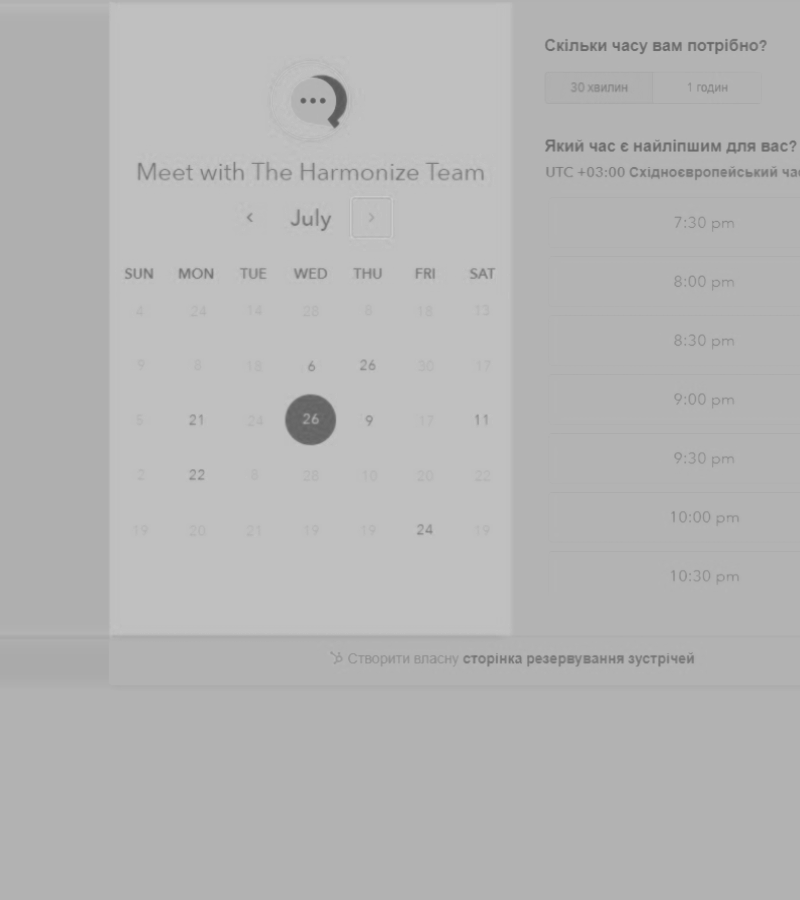 Meet with The Harmonize Team
July
SUN MON TUE WED THU FRI SAT
4 24 14 28 8 18 13
9 8 18 6 26 30 17
5 21 24 26 9 17 11
2 22 8 28 10 20 22
19 20 21 19 19 24 19
Скільки часу вам потрібно?
30 хвилин 1 годин
Який час є найліпшим для вас?
UTC +03:00 Східноєвропейський
7:30 pm
8:00 pm
8:30 pm
9:00 pm
9:30 pm
10:00 pm
10:30 pm
Створити власну сторінка резервування зустрічей